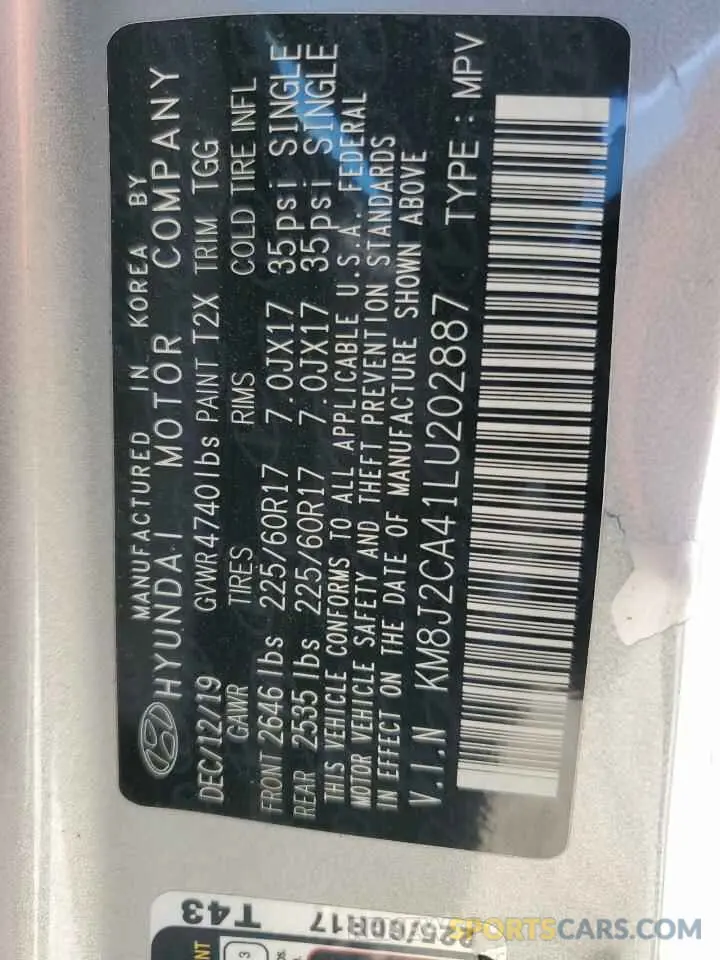 MANUFACTURED IN KOREA BY
HYUNDAI MOTOR COMPANY
DEC/12/19 GVWR4740lbs PAINT T2X TRIM TGG
GAWR TIRES RIMS COLD TIRE INFL
FRONT 2646lbs 225/60R17 7.0JX17 35psi SINGLE
REAR 2535lbs 225/60R17 7.0JX17 35psi SINGLE
THIS VEHICLE CONFORMS TO ALL APPLICABLE U.S.A. FEDERAL
MOTOR VEHICLE SAFETY AND THEFT PREVENTION STANDARDS
IN EFFECT ON THE DATE OF MANUFACTURE SHOWN ABOVE
V.I.N KM8J2CA41LU202887 TYPE : MPV
T43
225/60R17
3
SPORTSCARS.COM